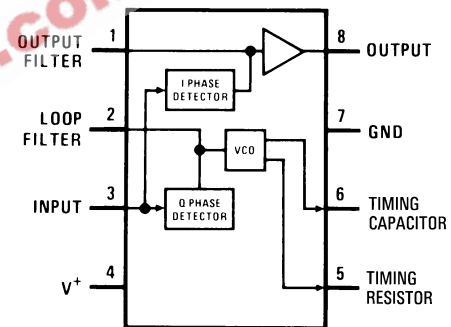 .CO
1
OUTPUT
FILTER
8
OUTPUT
I PHASE
DETECTOR
2
LOOP
FILTER
7
GND
VCO
3
INPUT
Q PHASE
DETECTOR
6
TIMING
CAPACITOR
4
V+
5
TIMING
RESISTOR